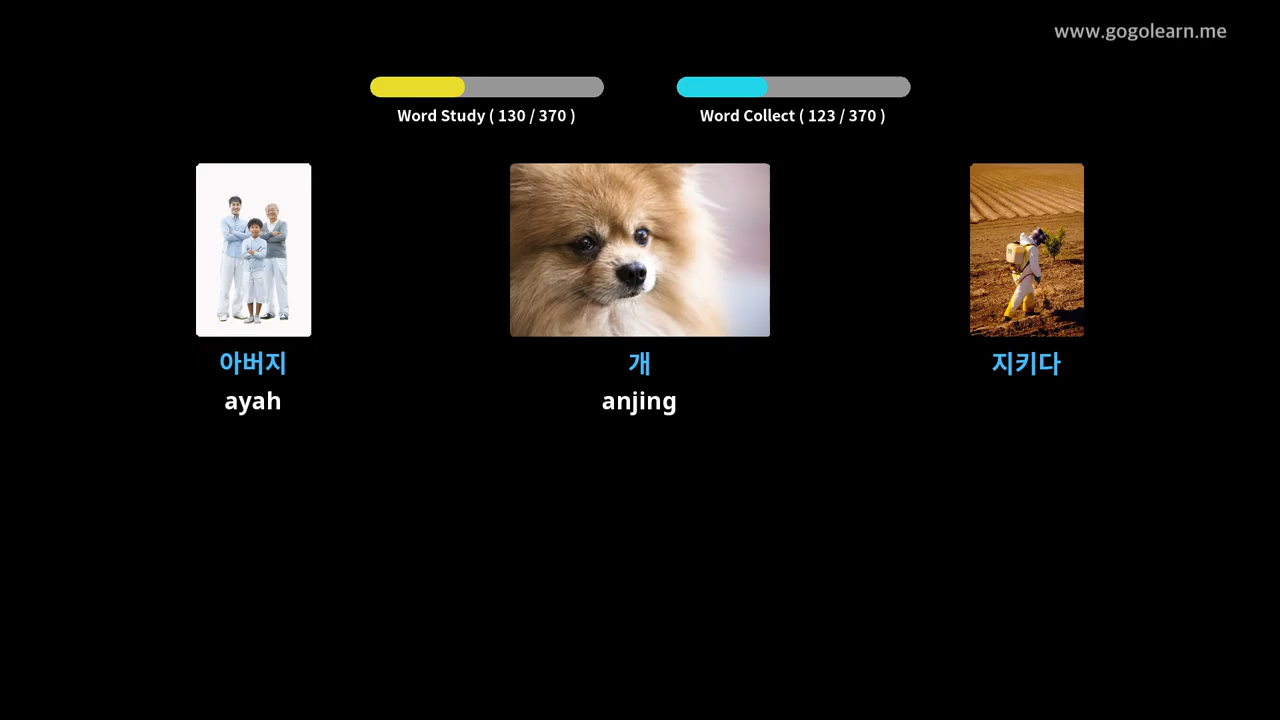 www.gogolearn.me
Word Study ( 130 / 370 )
Word Collect ( 123 / 370 )
아버지
개
지키다
ayah
anjing